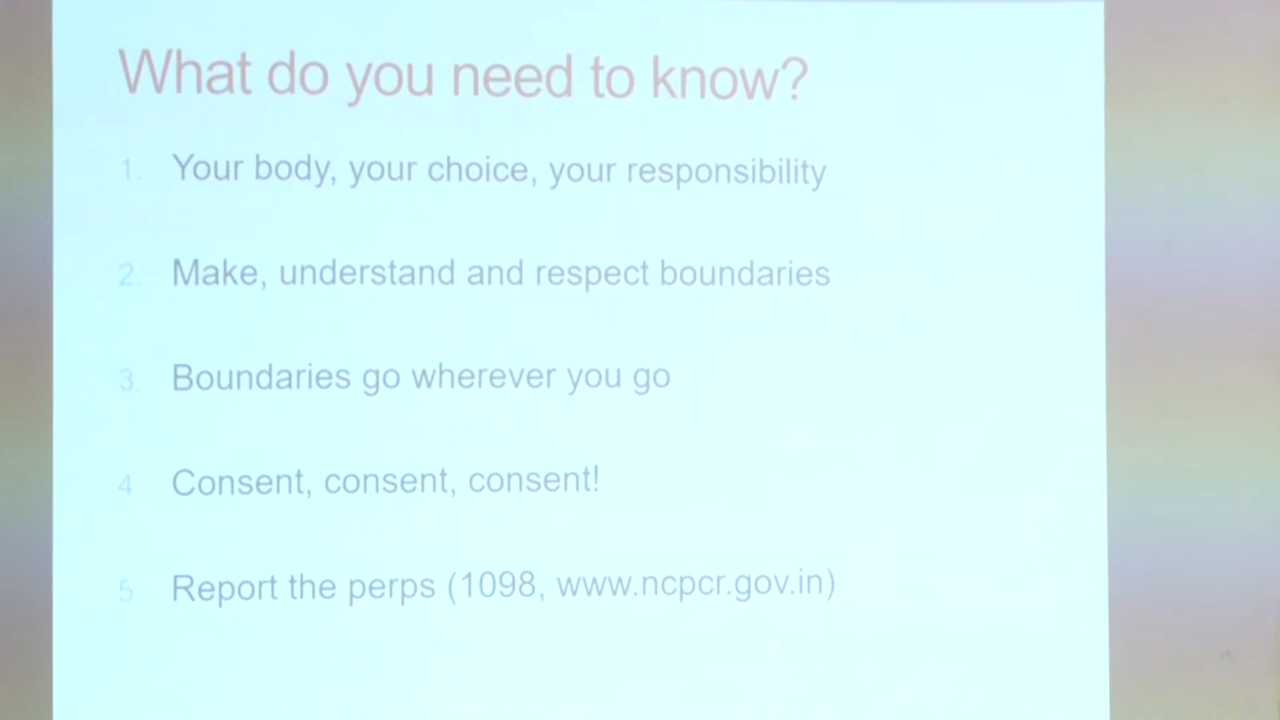 What do you need to know?
1. Your body, your choice, your responsibility
2. Make, understand and respect boundaries
3. Boundaries go wherever you go
4 Consent, consent, consent!
5 Report the perps (1098, www.ncpcr.gov.in)